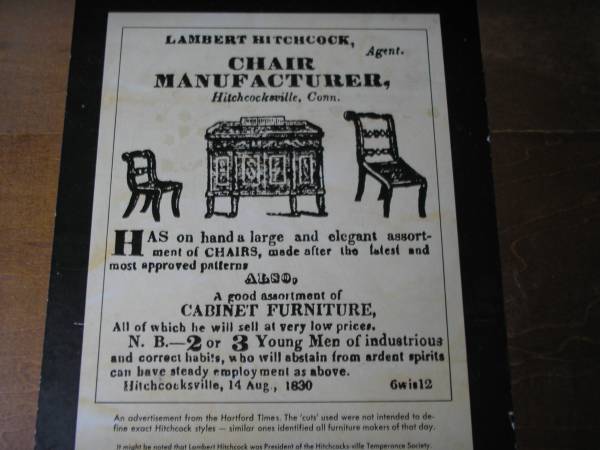 LAMBERT HITCHCOCK,
Agent.
CHAIR
MANUFACTURER,
Hitchcocksville, Conn.
HAS on hand a large and elegant assort-
ment of CHAIRS, made after the latest and
most approved patterns
ALSO,
A good assortment of
CABINET FURNITURE,
All of which he will sell at very low prices.
N. B.—2 or 3 Young Men of industrious
and correct habits, who will abstain from ardent spirits
can have steady employment as above.
Hitchcocksville, 14 Aug., 1830 6wis12
An advertisement from the Hartford Times. The 'cuts' used were not intended to de-
fine exact Hitchcock styles — similar ones identified all furniture makers of that day.
It might be noted that Lambert Hitchcock was President of the Hitchcocks-ville Temperance Society.